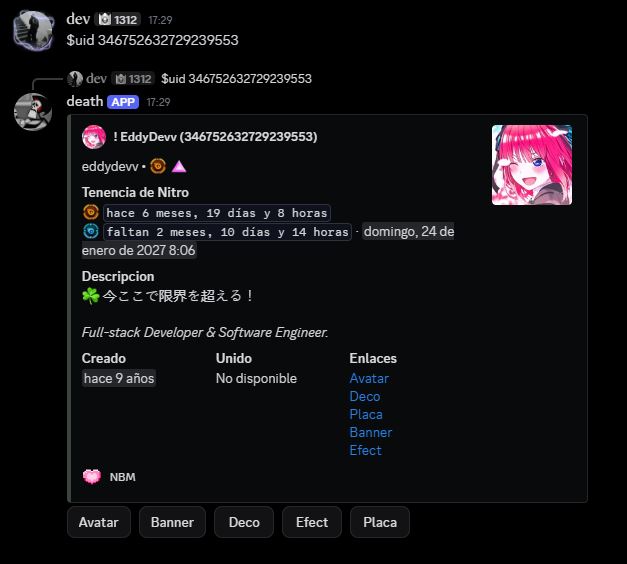 dev 1312 17:29
$uid 346752632729239553
dev 1312 $uid 346752632729239553
death APP 17:29
! EddyDevv (346752632729239553)
eddydevv •
Tenencia de Nitro
hace 6 meses, 19 días y 8 horas
faltan 2 meses, 10 días y 14 horas · domingo, 24 de
enero de 2027 8:06
Descripcion
今ここで限界を超える！
Full-stack Developer & Software Engineer.
Creado Unido Enlaces
hace 9 años No disponible Avatar
Deco
Placa
Banner
Efect
NBM
Avatar Banner Deco Efect Placa